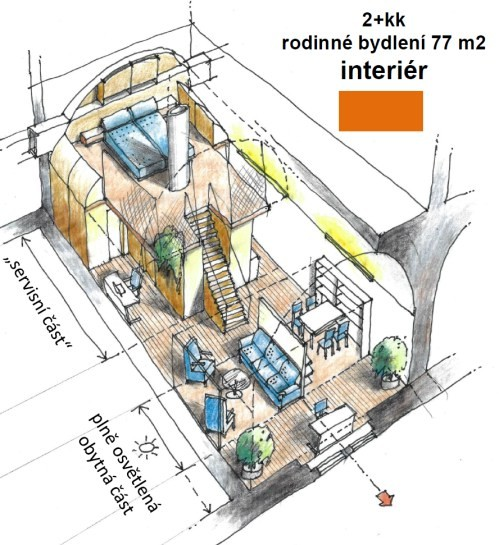 2+kk
rodinné bydlení 77 m2
interiér
„servisní část“
plně osvětlená
obytná část